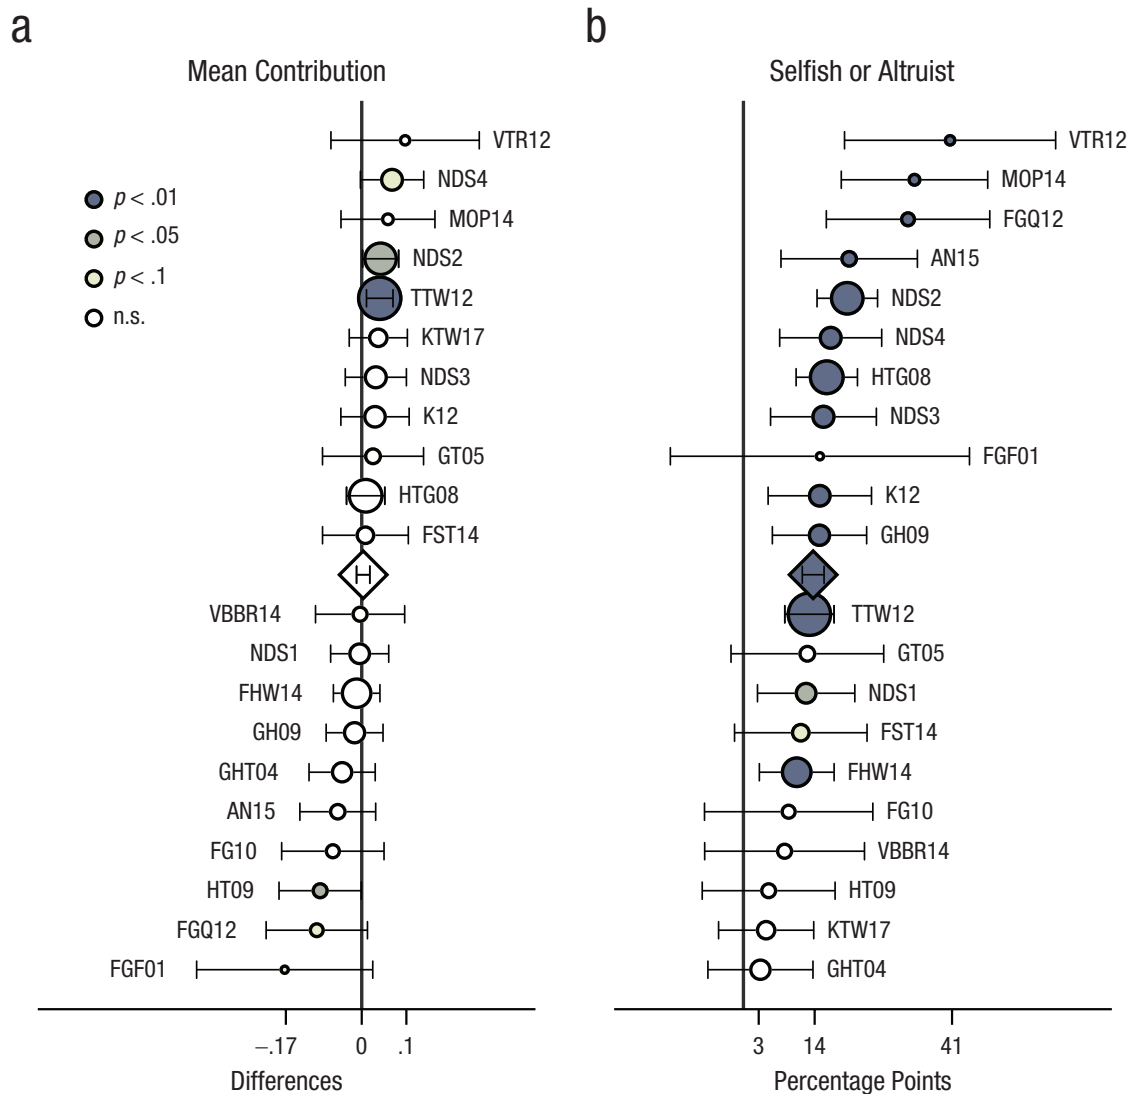 a
Mean Contribution
p < .01
p < .05
p < .1
n.s.
VTR12
NDS4
MOP14
NDS2
TTW12
KTW17
NDS3
K12
GT05
HTG08
FST14
VBBR14
NDS1
FHW14
GH09
GHT04
AN15
FG10
HT09
FGQ12
FGF01
–.17 0 .1
Differences
b
Selfish or Altruist
VTR12
MOP14
FGQ12
AN15
NDS2
NDS4
HTG08
NDS3
FGF01
K12
GH09
TTW12
GT05
NDS1
FST14
FHW14
FG10
VBBR14
HT09
KTW17
GHT04
3 14 41
Percentage Points